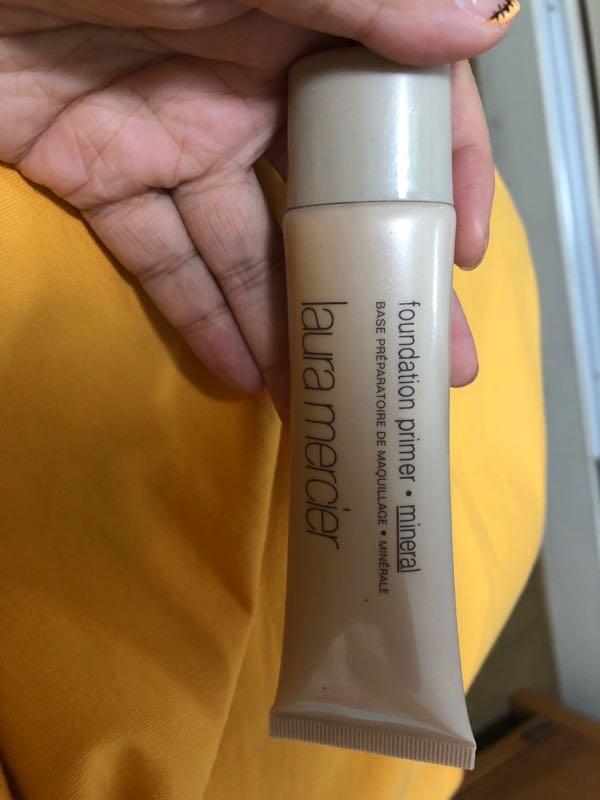 foundation primer • mineral
BASE PRÉPARATOIRE DE MAQUILLAGE • MINÉRALE
laura mercier